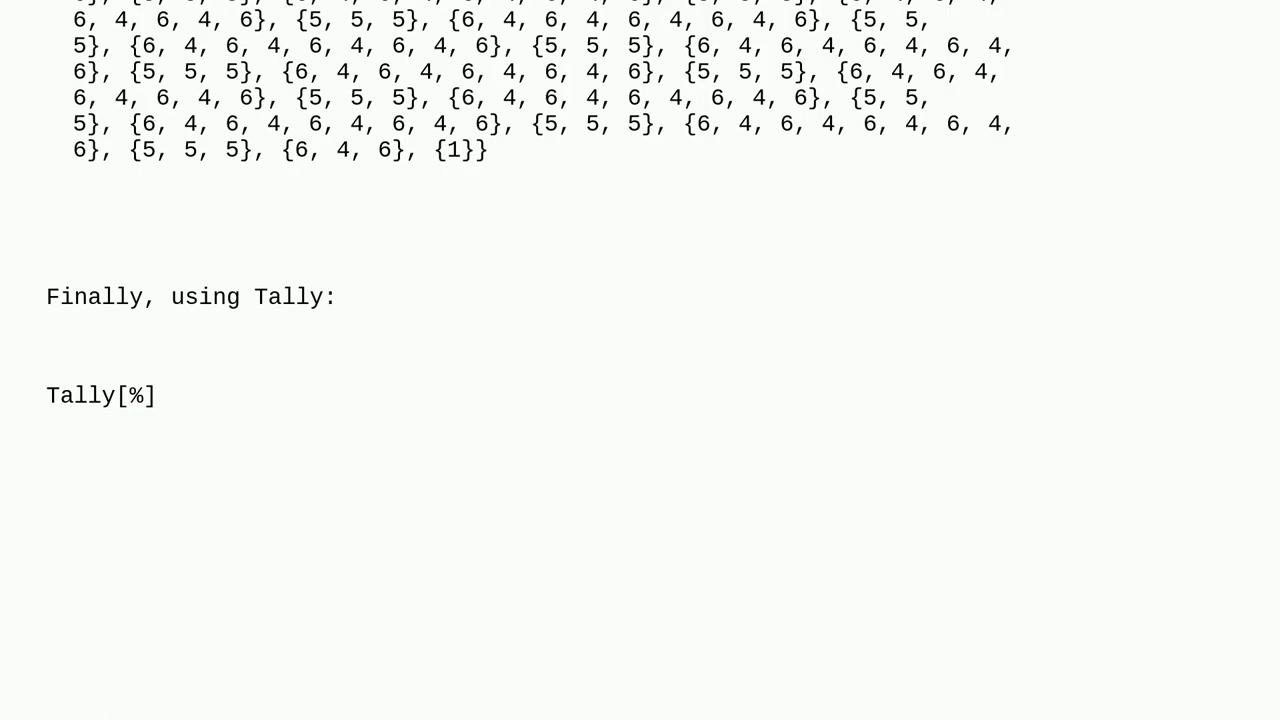 6, 4, 6, 4, 6}, {5, 5, 5}, {6, 4, 6, 4, 6, 4, 6, 4, 6}, {5, 5,
5}, {6, 4, 6, 4, 6, 4, 6, 4, 6}, {5, 5, 5}, {6, 4, 6, 4, 6, 4, 6, 4,
6}, {5, 5, 5}, {6, 4, 6, 4, 6, 4, 6, 4, 6}, {5, 5, 5}, {6, 4, 6, 4,
6, 4, 6, 4, 6}, {5, 5, 5}, {6, 4, 6, 4, 6, 4, 6, 4, 6}, {5, 5,
5}, {6, 4, 6, 4, 6, 4, 6, 4, 6}, {5, 5, 5}, {6, 4, 6, 4, 6, 4, 6, 4,
6}, {5, 5, 5}, {6, 4, 6}, {1}}
Finally, using Tally:
Tally[%]